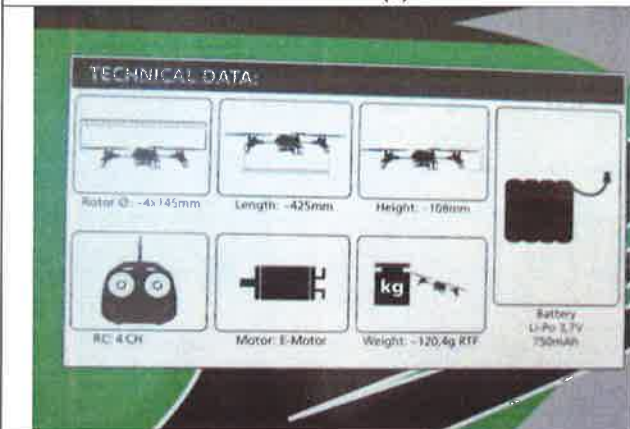 TECHNICAL DATA:
Rotor Ø: ~4x145mm
Length: ~425mm
Height: ~108mm
kg
RC: 4 CH
Motor: E-Motor
Weight: ~120,4g RTF
Battery
Li-Po 3,7V
750mAh